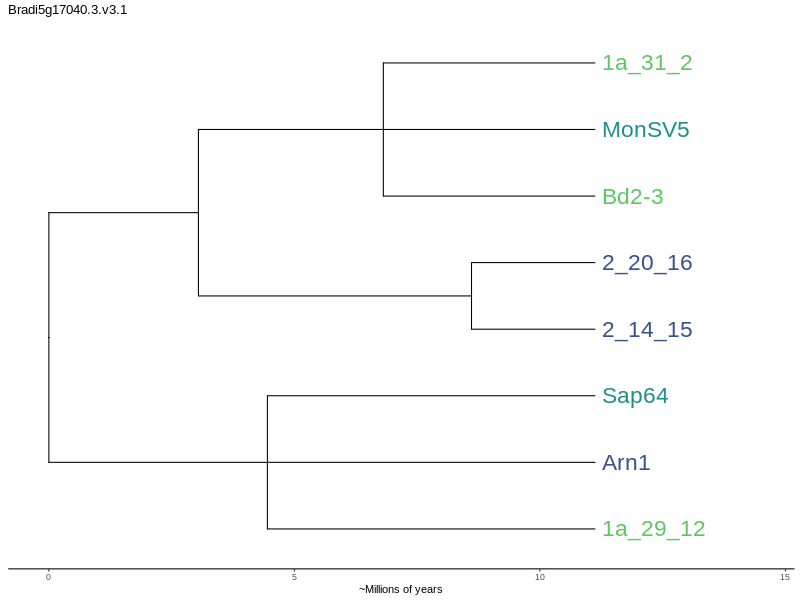 Bradi5g17040.3.v3.1
1a_31_2
MonSV5
Bd2-3
2_20_16
2_14_15
Sap64
Arn1
1a_29_12
0 5 10 15
~Millions of years